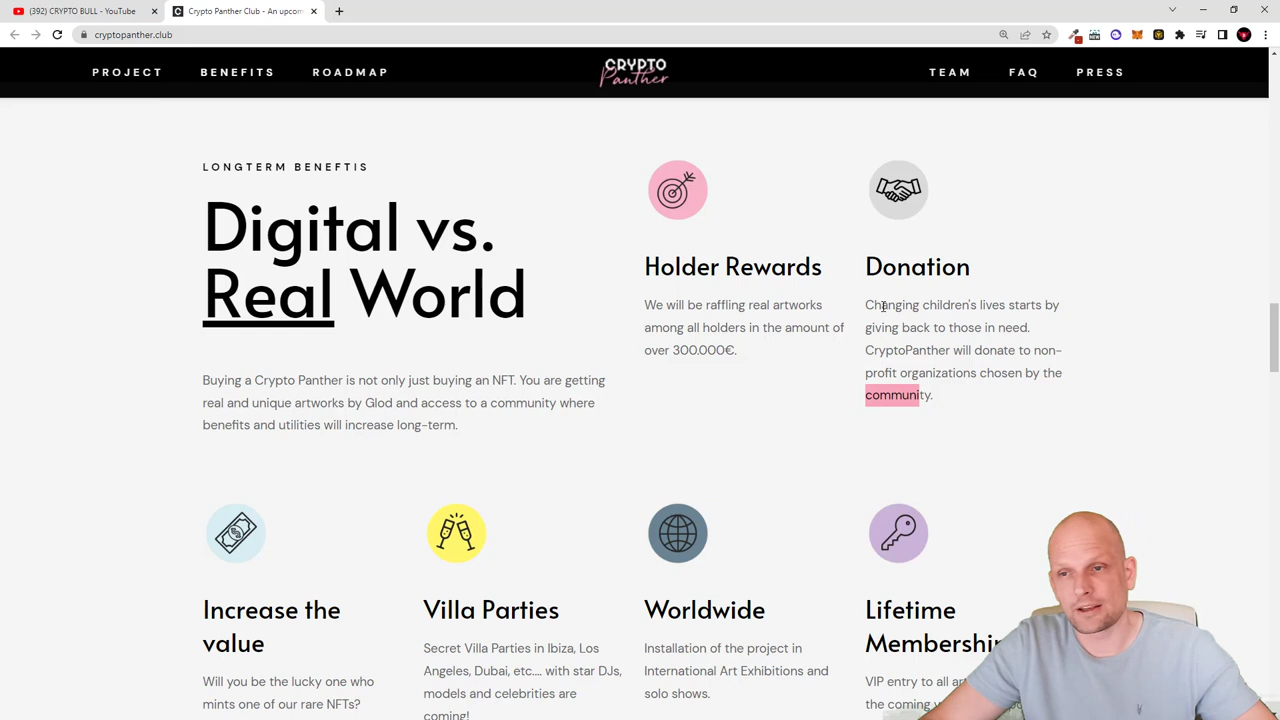 (392) CRYPTO BULL - YouTube
Crypto Panther Club - An upcom
cryptopanther.club
PROJECT
BENEFITS
ROADMAP
CRYPTO
Panther
TEAM
FAQ
PRESS
LONGTERM BENEFTIS
Digital vs.
Real World
Buying a Crypto Panther is not only just buying an NFT. You are getting
real and unique artworks by Glod and access to a community where
benefits and utilities will increase long-term.
Holder Rewards
We will be raffling real artworks
among all holders in the amount of
over 300.000€.
Donation
Changing children's lives starts by
giving back to those in need.
CryptoPanther will donate to non-
profit organizations chosen by the
community.
Increase the
value
Will you be the lucky one who
mints one of our rare NFTs?
Villa Parties
Secret Villa Parties in Ibiza, Los
Angeles, Dubai, etc.... with star DJs,
models and celebrities are
coming!
Worldwide
Installation of the project in
International Art Exhibitions and
solo shows.
Lifetime
Membership
VIP entry to all
the coming